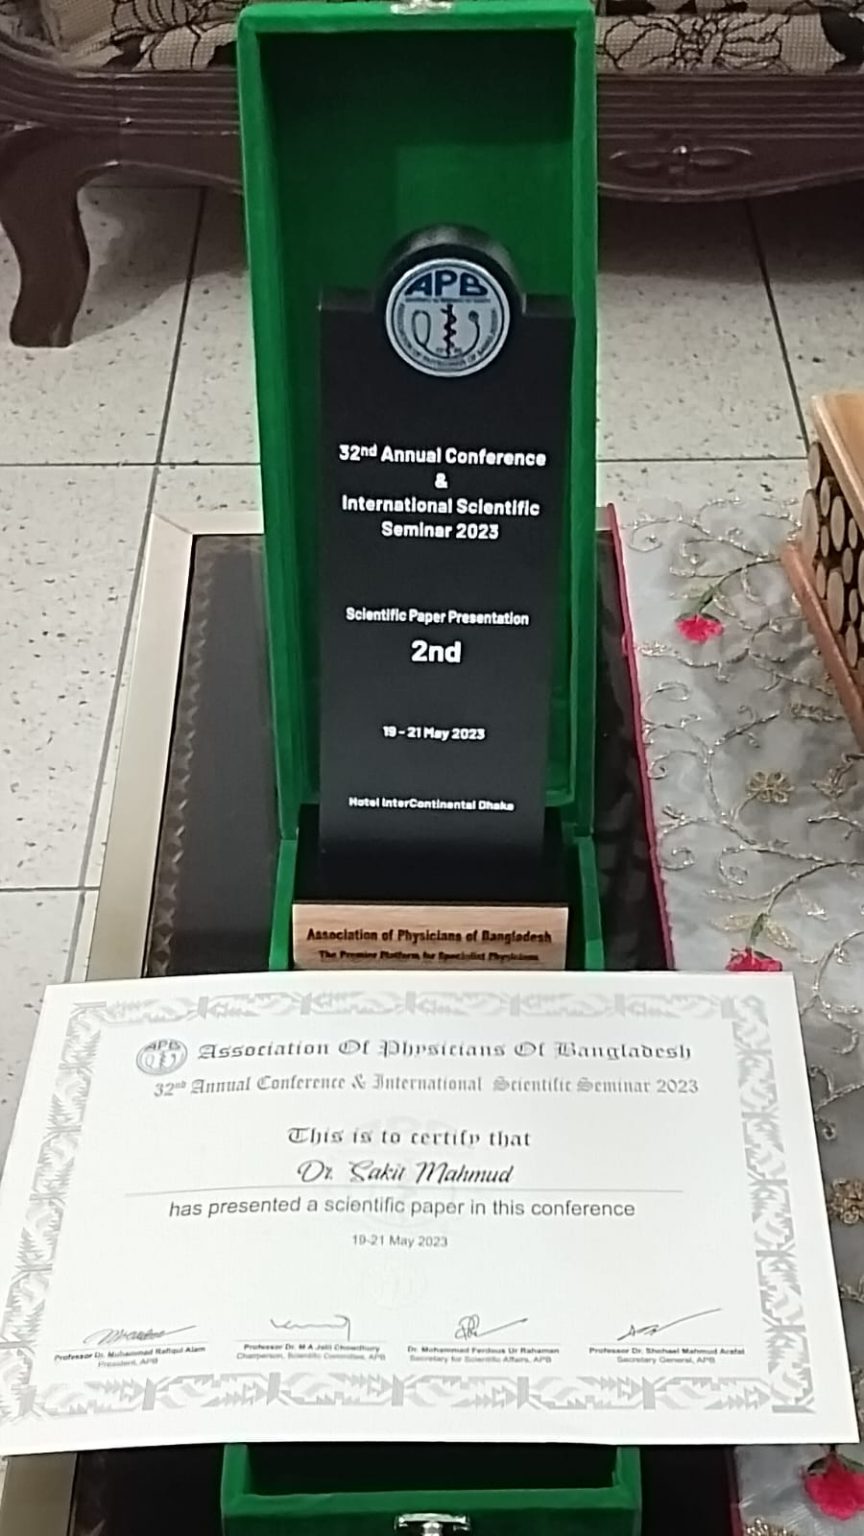 APB
32nd Annual Conference
&
International Scientific
Seminar 2023
Scientific Paper Presentation
2nd
19 - 21 May 2023
Hotel InterContinental Dhaka
Association of Physicians of Bangladesh
The Premier Platform for Specialist Physicians
APB
Association Of Physicians Of Bangladesh
32nd Annual Conference & International Scientific Seminar 2023
This is to certify that
Dr. Sakit Mahmud
has presented a scientific paper in this conference
19-21 May 2023
Professor Dr. Muhammad Rafiqul Alam
President, APB
Professor Dr. M A Jalil Chowdhury
Chairperson, Scientific Committee, APB
Dr. Mohammed Ferdous Ur Rahaman
Secretary for Scientific Affairs, APB
Professor Dr. Shohael Mahmud Arafat
Secretary General, APB